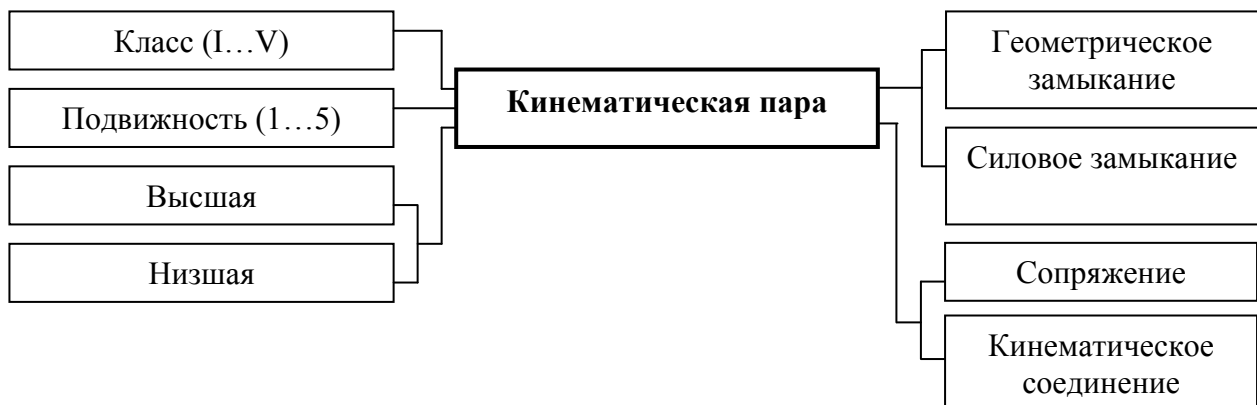 Класс (I…V)
Подвижность (1…5)
Высшая
Низшая
Кинематическая пара
Геометрическое
замыкание
Силовое замыкание
Сопряжение
Кинематическое
соединение